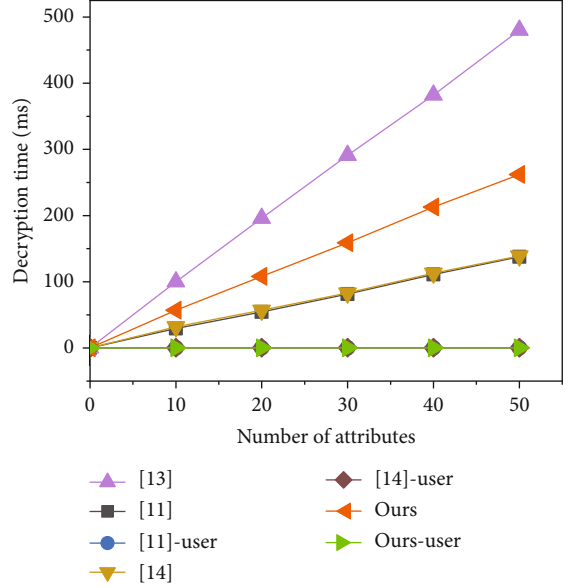 500
400
300
200
100
0
Decryption time (ms)
0 10 20 30 40 50
Number of attributes
[13]
[11]
[11]-user
[14]
[14]-user
Ours
Ours-user